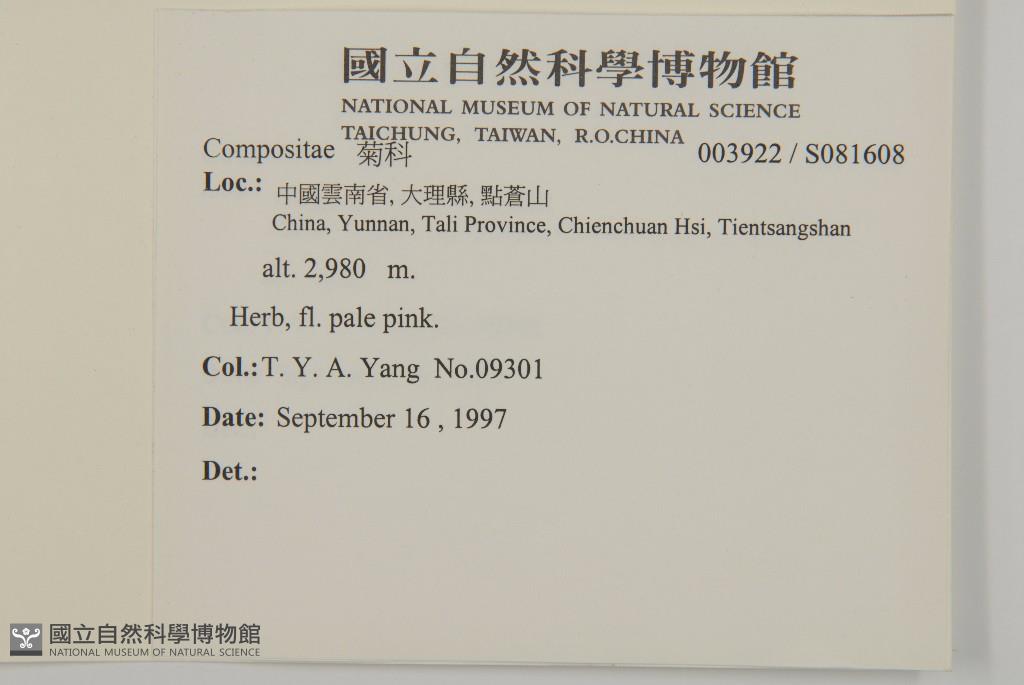 國立自然科學博物館
NATIONAL MUSEUM OF NATURAL SCIENCE
TAICHUNG, TAIWAN, R.O.CHINA
Compositae 菊科 003922 / S081608
Loc.: 中國雲南省, 大理縣, 點蒼山
China, Yunnan, Tali Province, Chienchuan Hsi, Tientsangshan
alt. 2,980 m.
Herb, fl. pale pink.
Col.: T. Y. A. Yang No.09301
Date: September 16 , 1997
Det.:
國立自然科學博物館
NATIONAL MUSEUM OF NATURAL SCIENCE